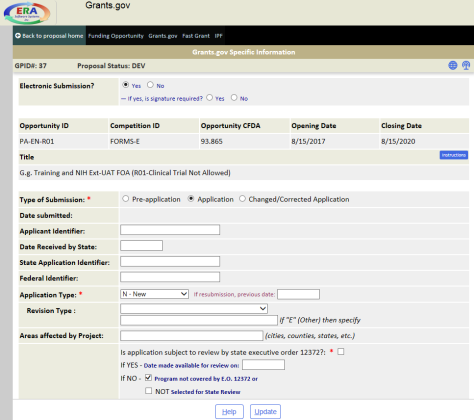 Grants.gov
ERA
Software Systems
Back to proposal home Funding Opportunity Grants.gov Fast Grant IPF
Grants.gov Specific Information
GPID#: 37 Proposal Status: DEV
Electronic Submission? Yes No
— If yes, is signature required? Yes No
Opportunity ID Competition ID Opportunity CFDA Opening Date Closing Date
PA-EN-R01 FORMS-E 93.865 8/15/2017 8/15/2020
Title Instructions
G.g. Training and NIH Ext-UAT FOA (R01-Clinical Trial Not Allowed)
Type of Submission: * Pre-application Application Changed/Corrected Application
Date submitted:
Applicant Identifier:
Date Received by State:
State Application Identifier:
Federal Identifier:
Application Type: * N - New If resubmission, previous date:
Revision Type :
If "E" (Other) then specify
Areas affected by Project: (cities, counties, states, etc.)
Is application subject to review by state executive order 12372?: *
If YES - Date made available for review on:
If NO - Program not covered by E.O. 12372 or
NOT Selected for State Review
Help Update